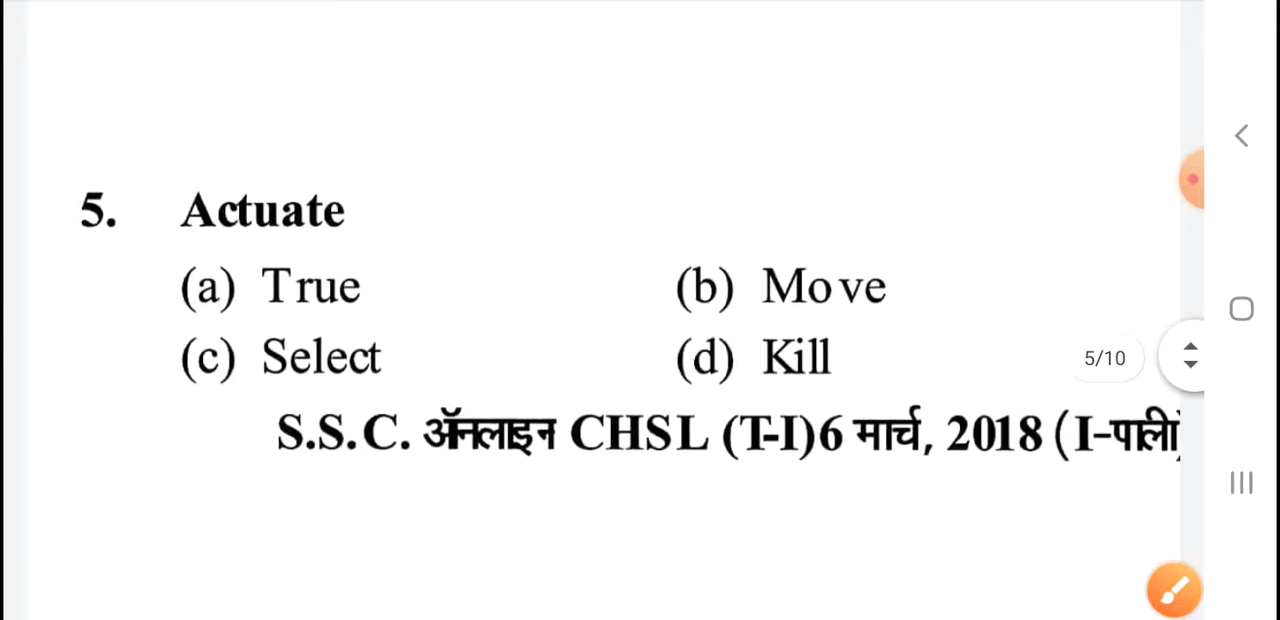 5. Actuate
(a) True (b) Move
(c) Select (d) Kill
5/10
S.S.C. ऑनलाइन CHSL (T-I)6 मार्च, 2018 (I-पाली)